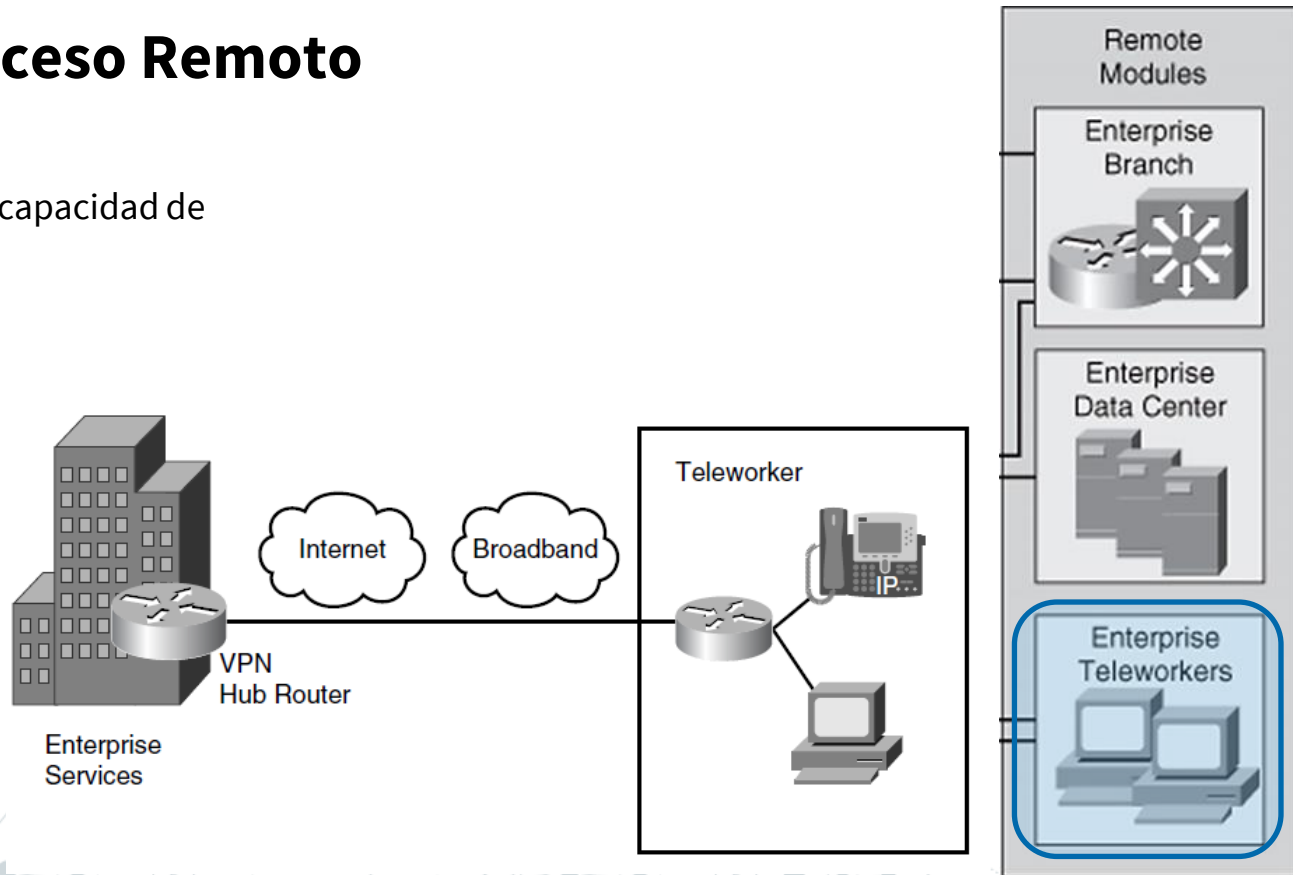 ceso Remoto
capacidad de
Internet
Broadband
Teleworker
IP
VPN
Hub Router
Enterprise
Services
Remote
Modules
Enterprise
Branch
Enterprise
Data Center
Enterprise
Teleworkers